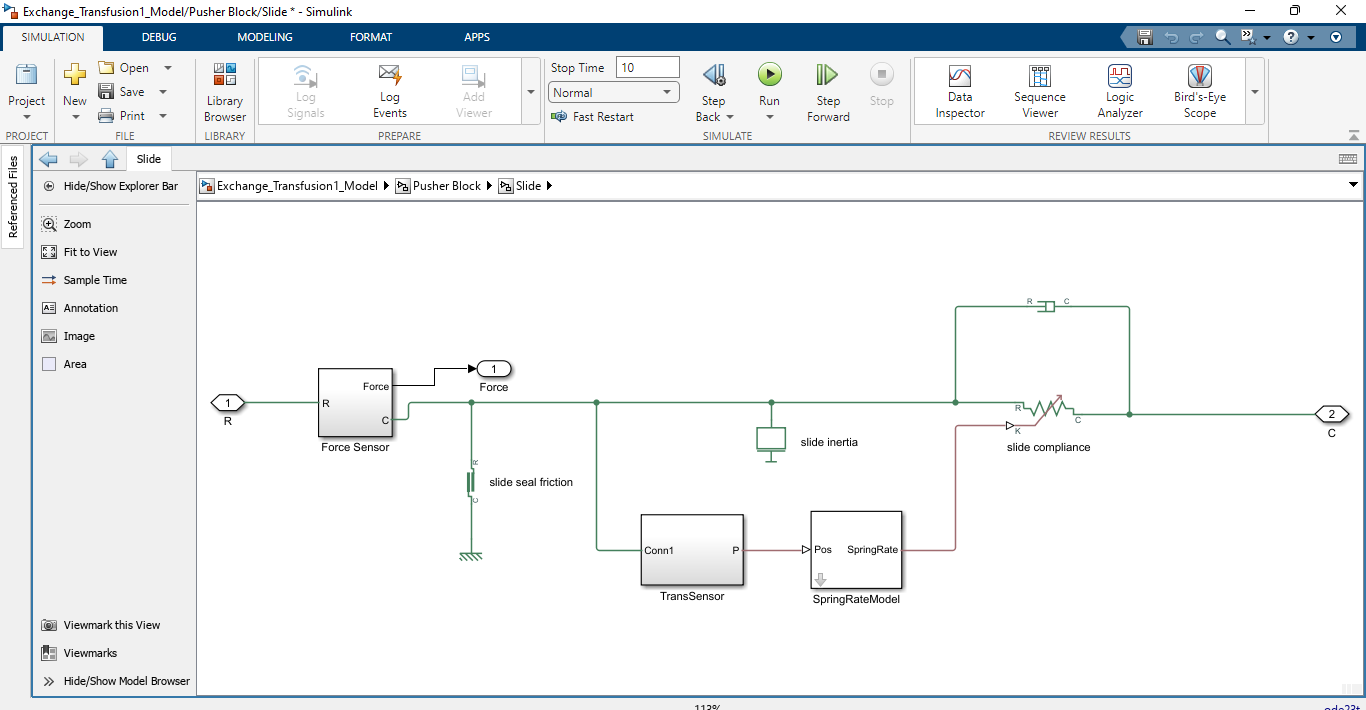 Exchange_Transfusion1_Model/Pusher Block/Slide * - Simulink
SIMULATION DEBUG MODELING FORMAT APPS
Project
PROJECT
New
Open
Save
Print
FILE
Library
Browser
LIBRARY
Log
Signals
Log
Events
Add
Viewer
PREPARE
Stop Time 10
Normal
Fast Restart
Step
Back
Run
Step
Forward
Stop
SIMULATE
Data
Inspector
Sequence
Viewer
Logic
Analyzer
Bird's-Eye
Scope
REVIEW RESULTS
Referenced Files
Slide
Hide/Show Explorer Bar
Exchange_Transfusion1_Model Pusher Block Slide
Zoom
Fit to View
Sample Time
Annotation
Image
Area
Viewmark this View
Viewmarks
Hide/Show Model Browser
1
R
Force
R
C
Force Sensor
1
Force
R
C
slide seal friction
slide inertia
Conn1 P
TransSensor
Pos SpringRate
SpringRateModel
R C
R
C
K
slide compliance
2
C
113%
ode23t